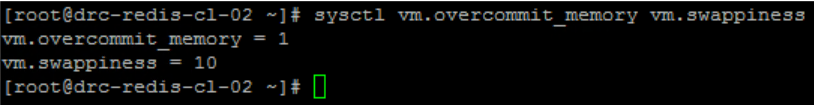 [root@drc-redis-cl-02 ~]# sysctl vm.overcommit_memory vm.swappiness
vm.overcommit_memory = 1
vm.swappiness = 10
[root@drc-redis-cl-02 ~]#